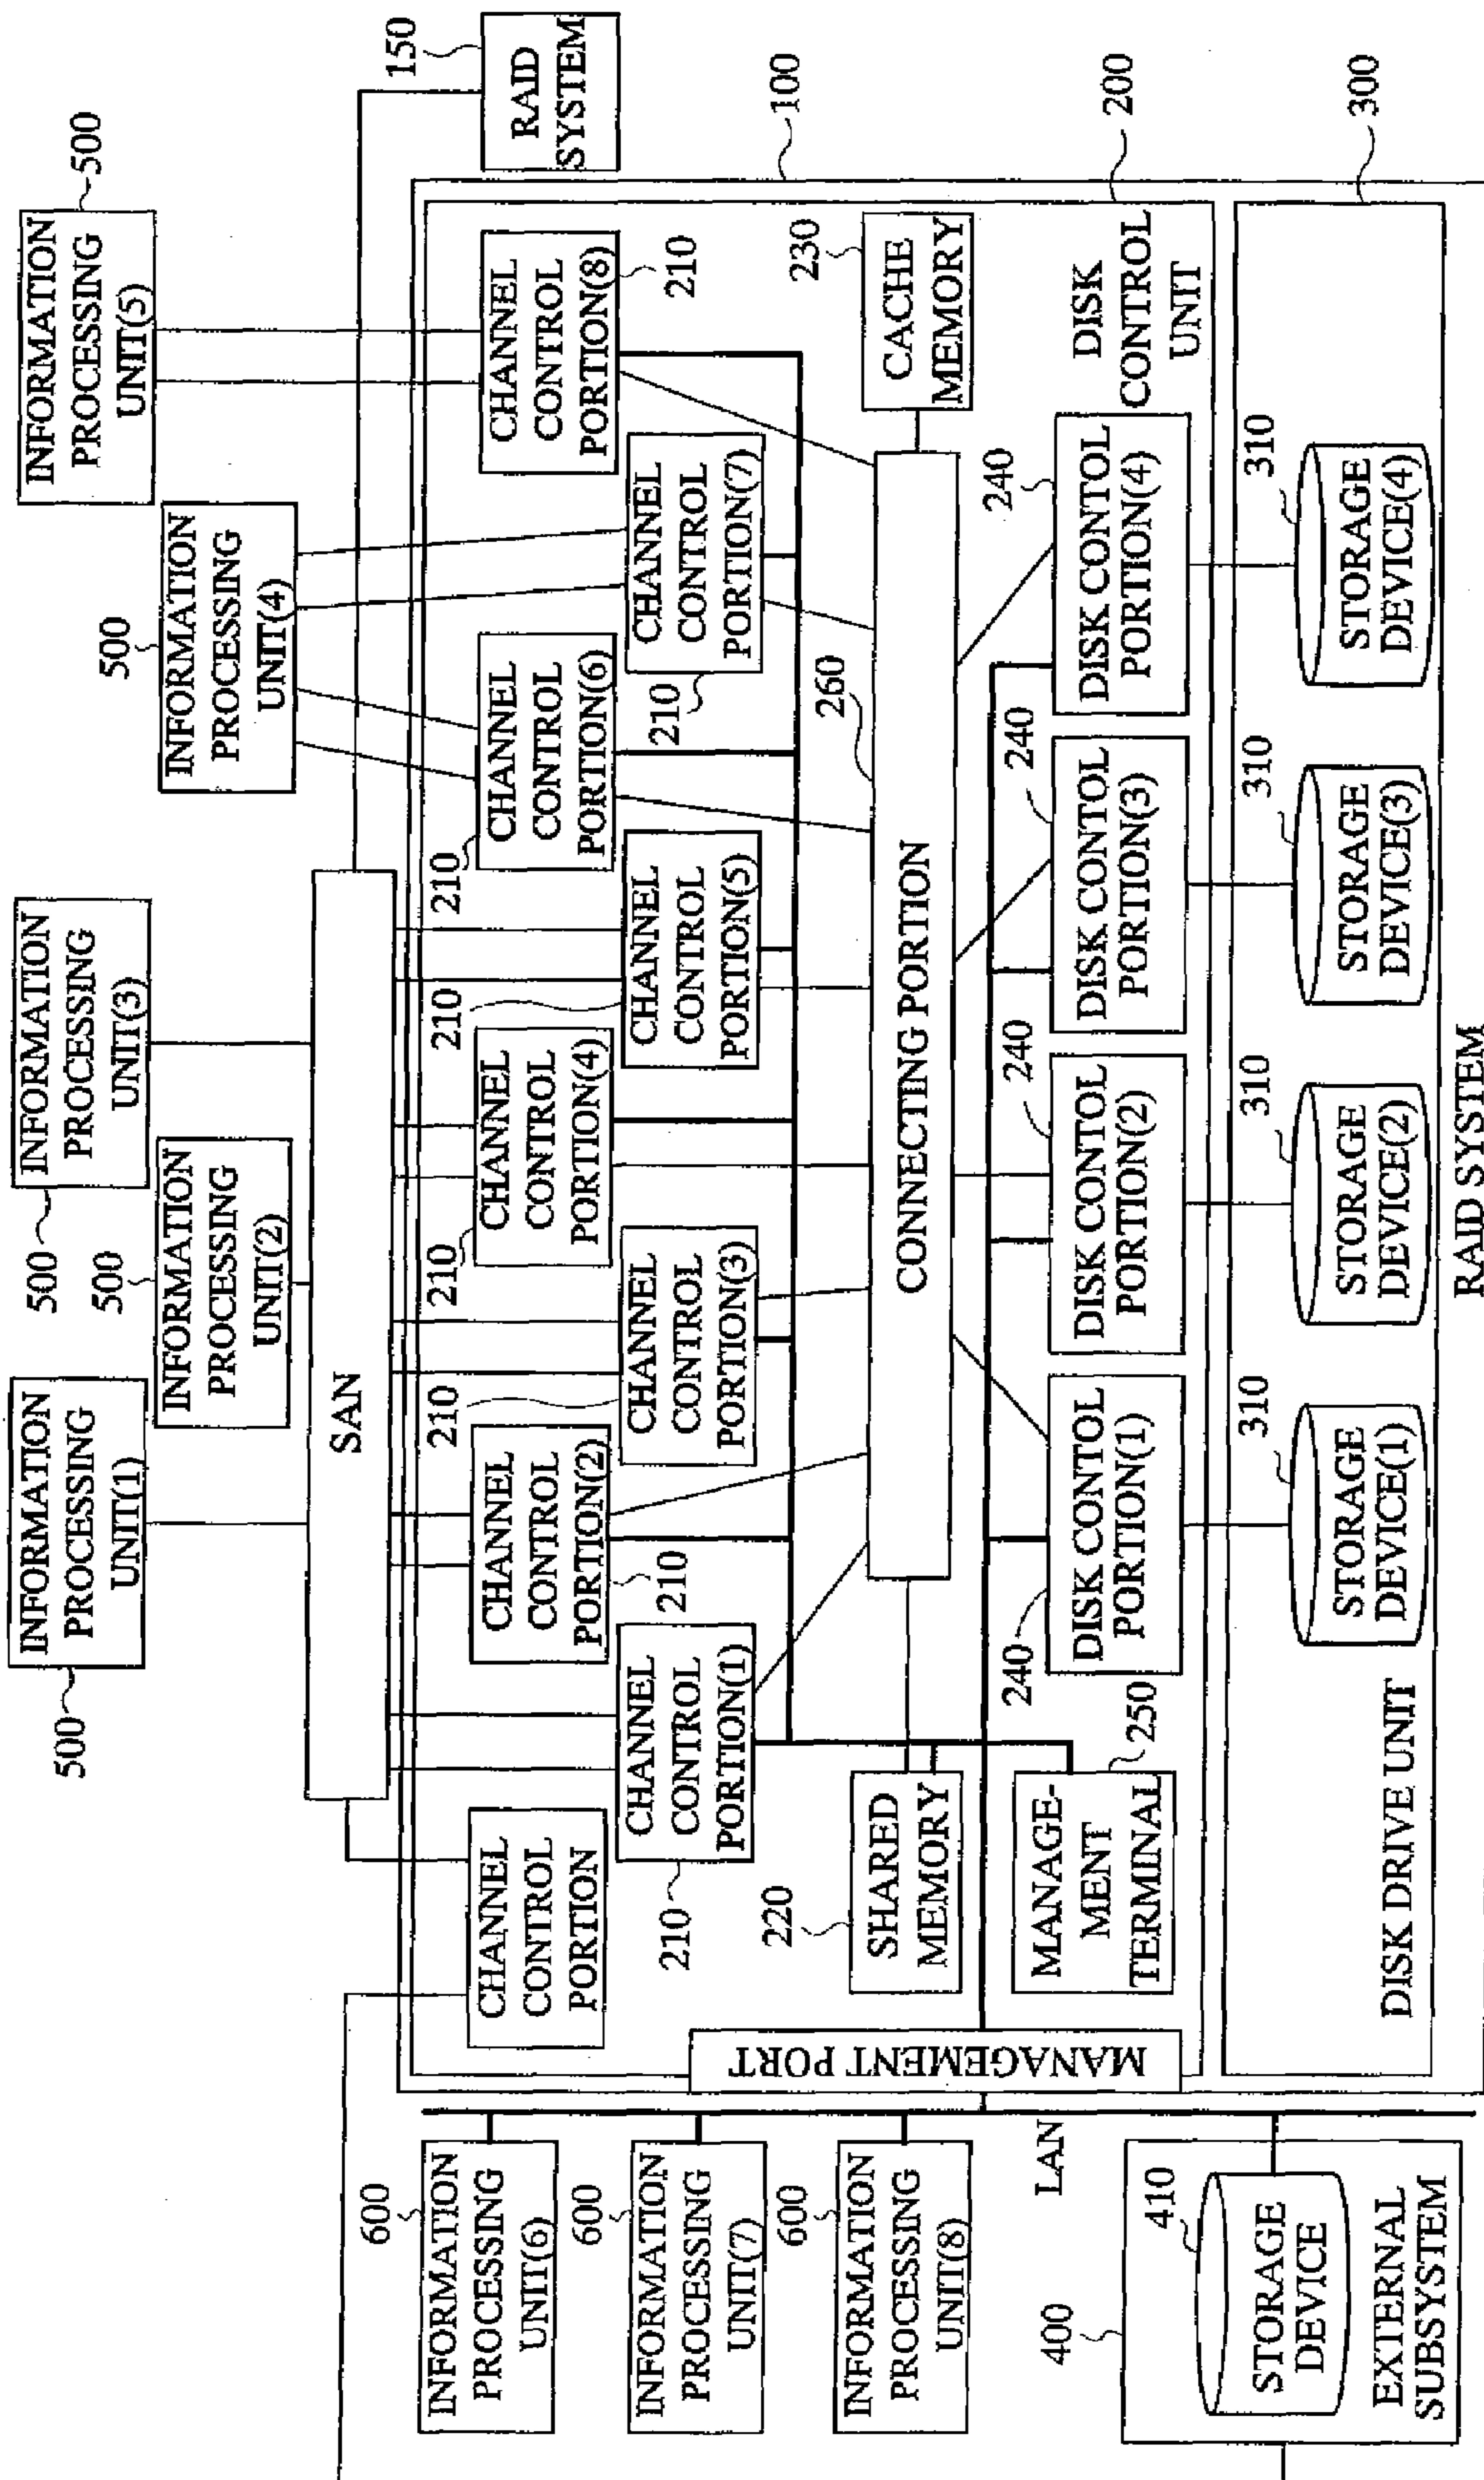 INFORMATION
PROCESSING
UNIT(1)
500
INFORMATION
PROCESSING
UNIT(2)
500
INFORMATION
PROCESSING
UNIT(3)
500
INFORMATION
PROCESSING
UNIT(4)
500
INFORMATION
PROCESSING
UNIT(5)
500
SAN
150
RAID
SYSTEM
CHANNEL
CONTROL
PORTION
CHANNEL
CONTROL
PORTION(1)
210
CHANNEL
CONTROL
PORTION(2)
210
CHANNEL
CONTROL
PORTION(3)
210
CHANNEL
CONTROL
PORTION(4)
210
CHANNEL
CONTROL
PORTION(5)
210
CHANNEL
CONTROL
PORTION(6)
210
CHANNEL
CONTROL
PORTION(7)
210
CHANNEL
CONTROL
PORTION(8)
210
100
600
INFORMATION
PROCESSING
UNIT(6)
600
INFORMATION
PROCESSING
UNIT(7)
600
INFORMATION
PROCESSING
UNIT(8)
MANAGEMENT PORT
LAN
220
SHARED
MEMORY
CONNECTING PORTION
260
230
CACHE
MEMORY
MANAGE-
MENT
TERMINAL
250
240
DISK CONTOL
PORTION(1)
240
DISK CONTOL
PORTION(2)
240
DISK CONTOL
PORTION(3)
240
DISK CONTOL
PORTION(4)
DISK
CONTROL
UNIT
200
400
410
STORAGE
DEVICE
EXTERNAL
SUBSYSTEM
DISK DRIVE UNIT
310
STORAGE
DEVICE(1)
310
STORAGE
DEVICE(2)
310
STORAGE
DEVICE(3)
310
STORAGE
DEVICE(4)
300
RAID SYSTEM